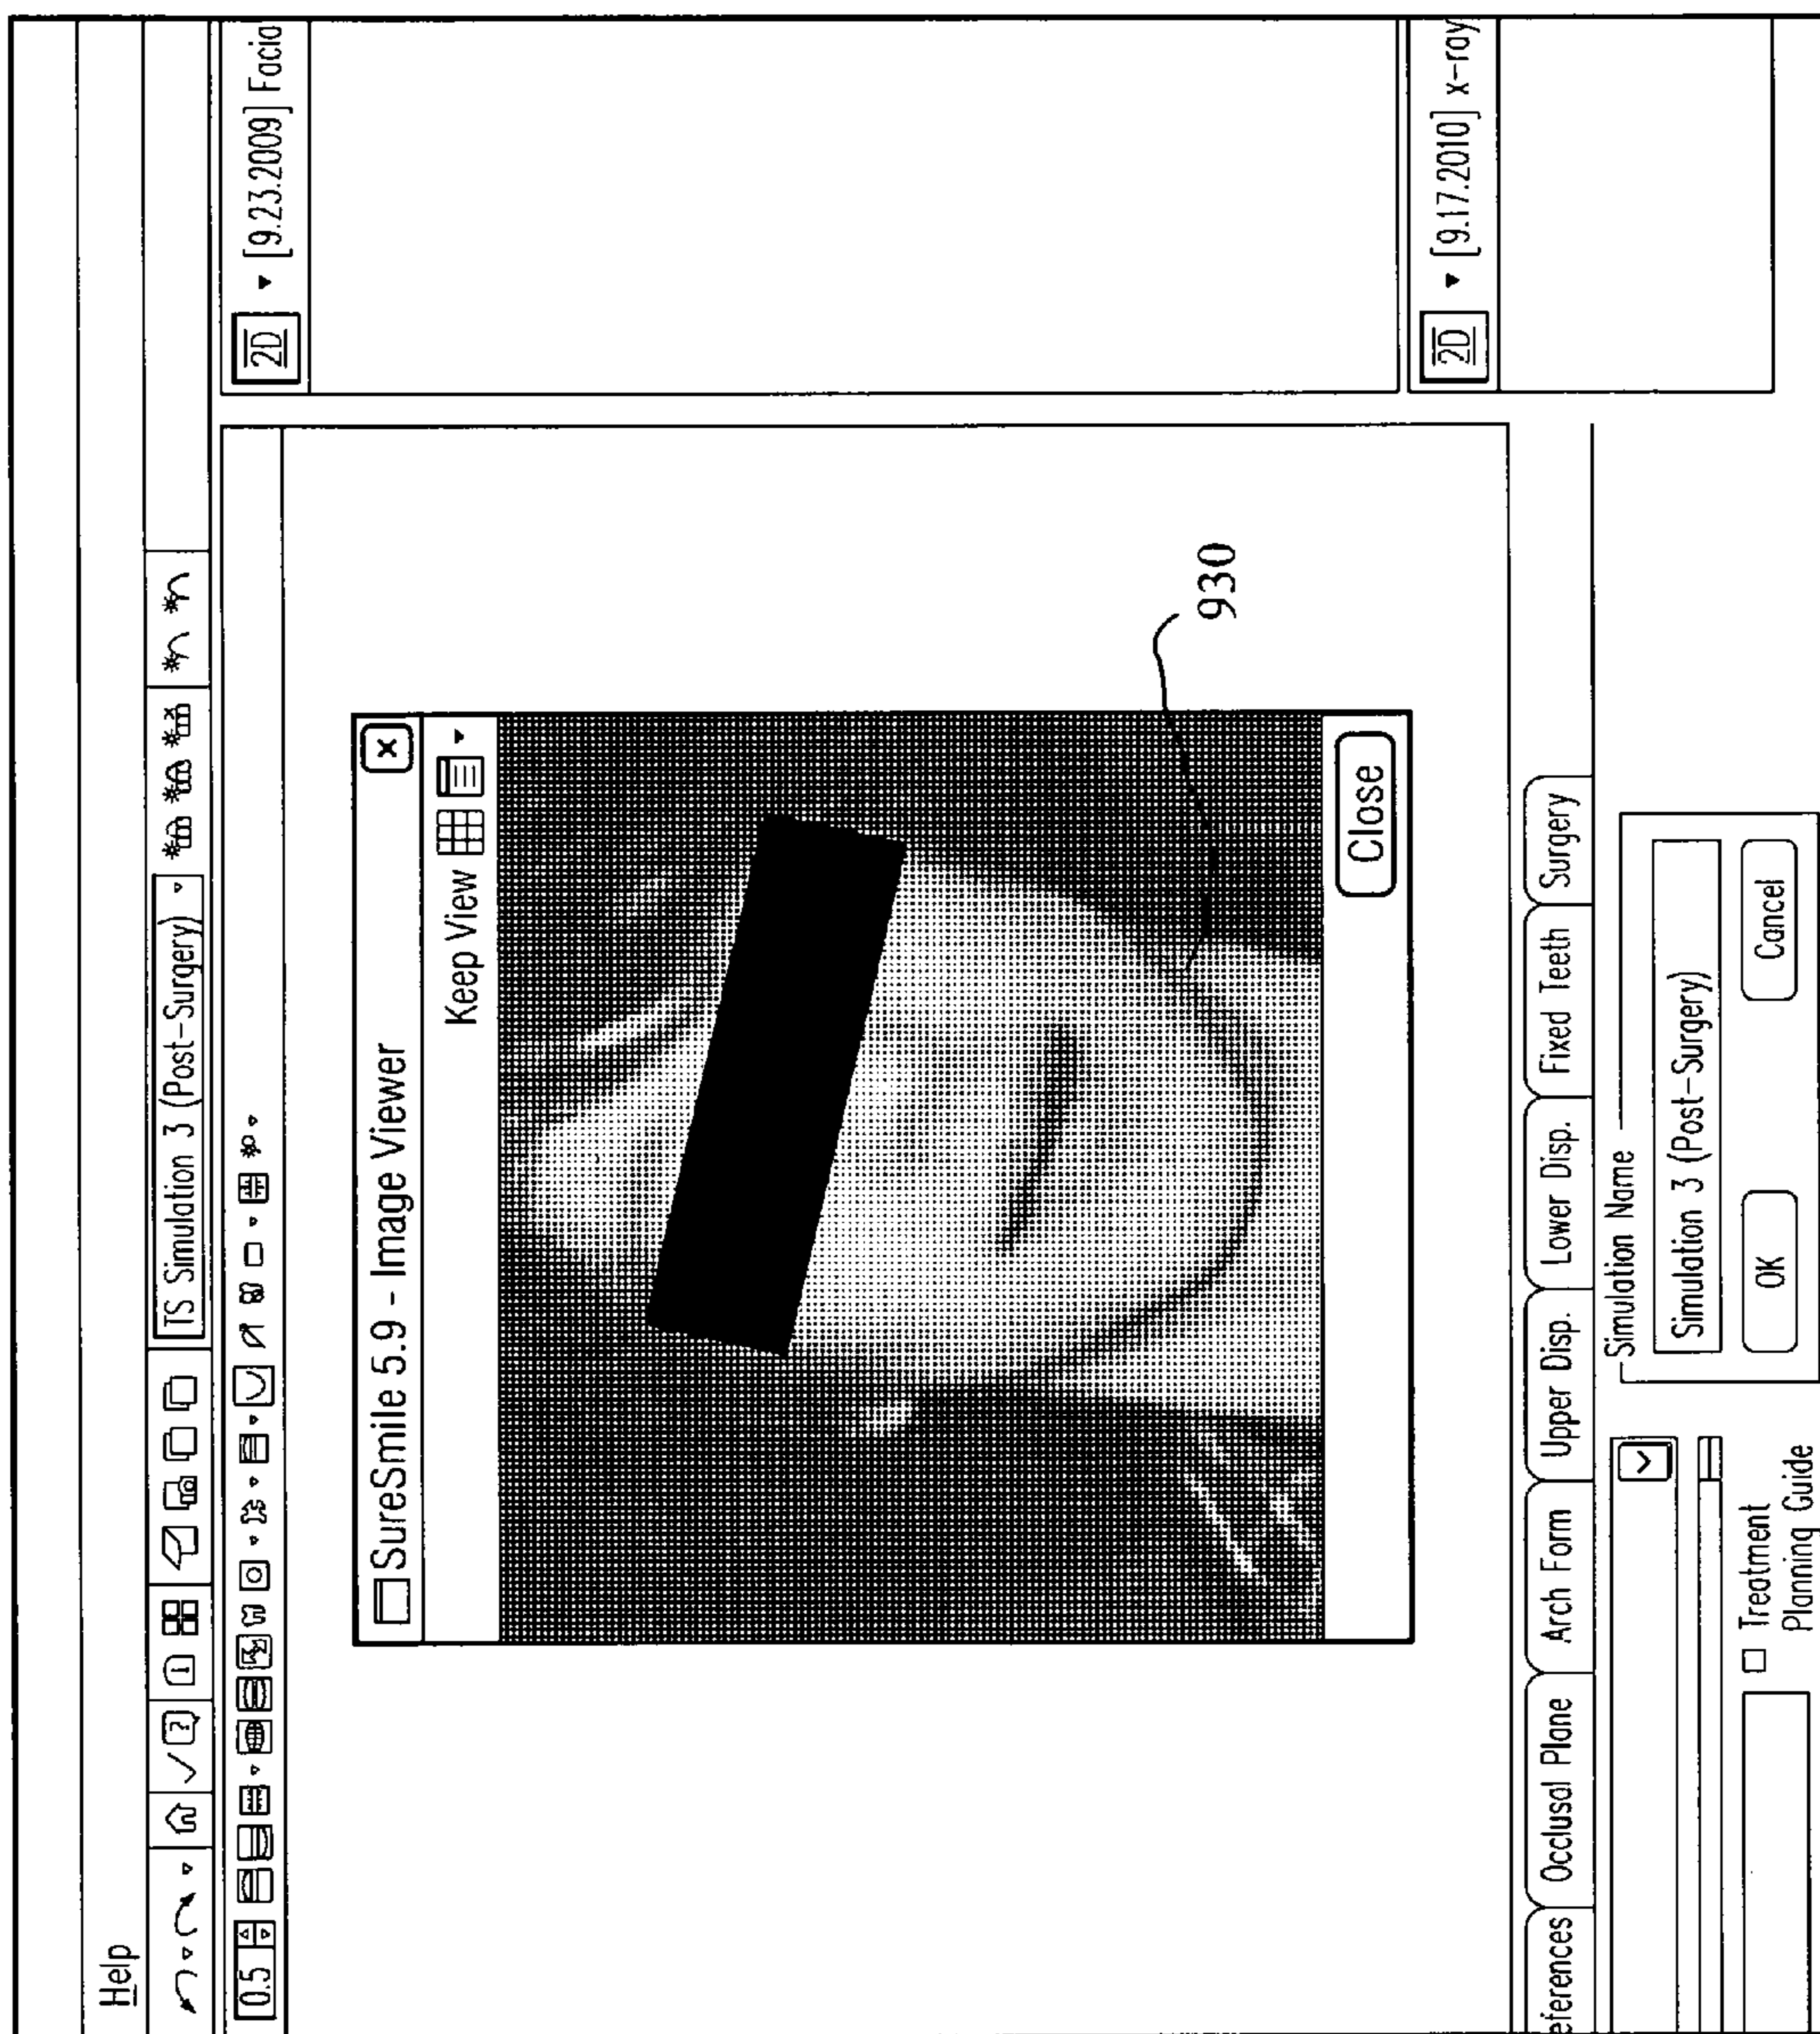 Help
TS Simulation 3 (Post-Surgery)
0.5
2D [9.23.2009] Facia
SureSmile 5.9 - Image Viewer
Keep View
930
Close
2D [9.17.2010] x-ray
eferences Occlusal Plane Arch Form Upper Disp. Lower Disp. Fixed Teeth Surgery
Simulation Name
Simulation 3 (Post-Surgery)
Treatment
Planning Guide
OK Cancel